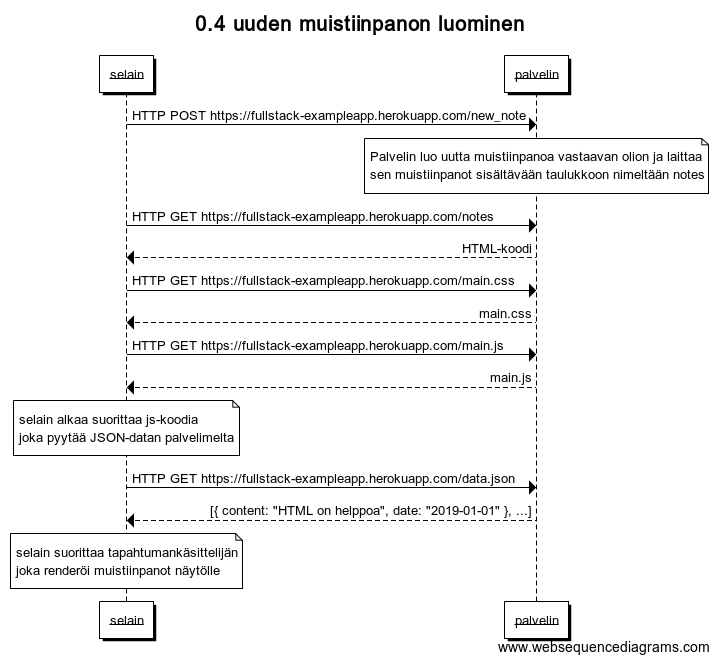 0.4 uuden muistiinpanon luominen
selain
palvelin
HTTP POST https://fullstack-exampleapp.herokuapp.com/new_note
Palvelin luo uutta muistiinpanoa vastaavan olion ja laittaa
sen muistiinpanot sisältävään taulukkoon nimeltään notes
HTTP GET https://fullstack-exampleapp.herokuapp.com/notes
HTML-koodi
HTTP GET https://fullstack-exampleapp.herokuapp.com/main.css
main.css
HTTP GET https://fullstack-exampleapp.herokuapp.com/main.js
main.js
selain alkaa suorittaa js-koodia
joka pyytää JSON-datan palvelimelta
HTTP GET https://fullstack-exampleapp.herokuapp.com/data.json
[{ content: "HTML on helppoa", date: "2019-01-01" }, ...]
selain suorittaa tapahtumankäsittelijän
joka renderöi muistiinpanot näytölle
selain
palvelin
www.websequencediagrams.com